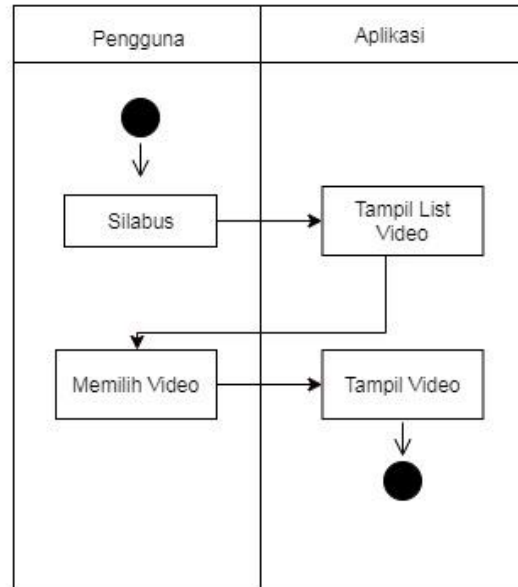 Pengguna
Aplikasi
Silabus
Tampil List
Video
Memilih Video
Tampil Video